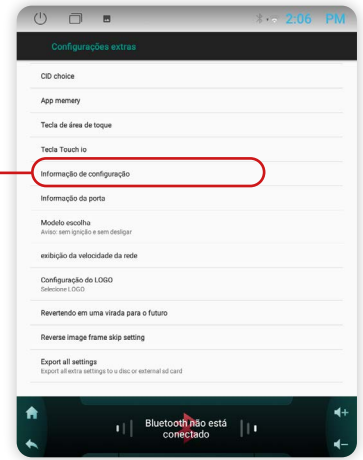 2:06 PM
Configurações extras
CID choice
App memery
Tecla de área de toque
Tecla Touch io
Informação de configuração
Informação da porta
Modelo escolha
Aviso: sem ignição e sem desligar
exibição da velocidade da rede
Configuração do LOGO
Selecione LOGO
Revertendo em uma virada para o futuro
Reverse image frame skip setting
Export all settings
Export all extra settings to u disc or external sd card
Bluetooth não está
conectado